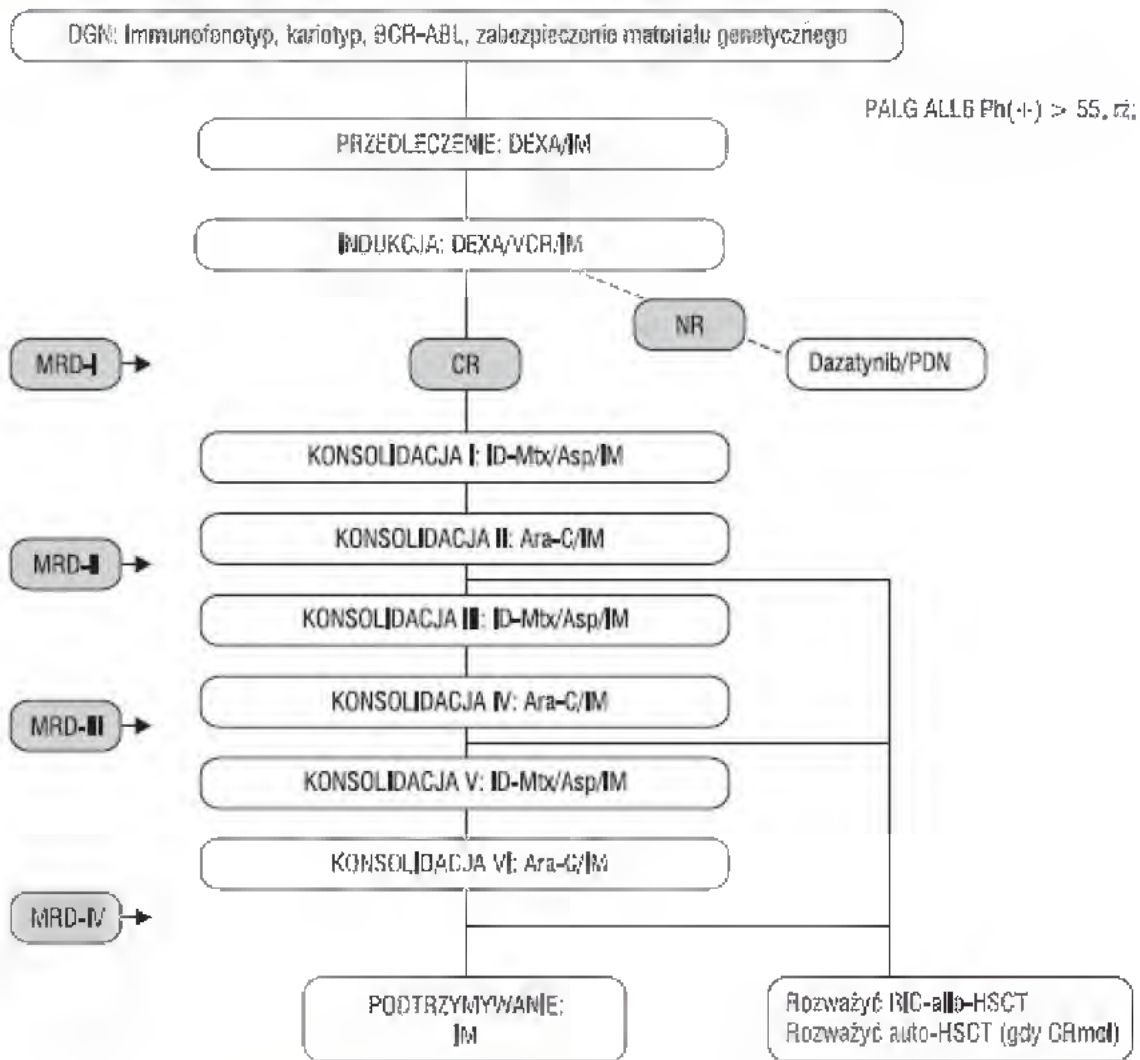 DGN: Immunofenotyp, kariotyp, BCR-ABL, zabezpieczenie materiału genetycznego
PALG ALL6 Ph(+) > 55. rż.
PRZEDLECZENIE: DEXA/IM
INDUKCJA: DEXA/VCR/IM
NR
MRD-I
CR
Dazatynib/PDN
KONSOLIDACJA I: ID-Mtx/Asp/IM
KONSOLIDACJA II: Ara-C/IM
MRD-II
KONSOLIDACJA III: ID-Mtx/Asp/IM
KONSOLIDACJA IV: Ara-C/IM
MRD-III
KONSOLIDACJA V: ID-Mtx/Asp/IM
KONSOLIDACJA VI: Ara-C/IM
MRD-IV
PODTRZYMYWANIE:
IM
Rozważyć RIC-allo-HSCT
Rozważyć auto-HSCT (gdy CRmol)